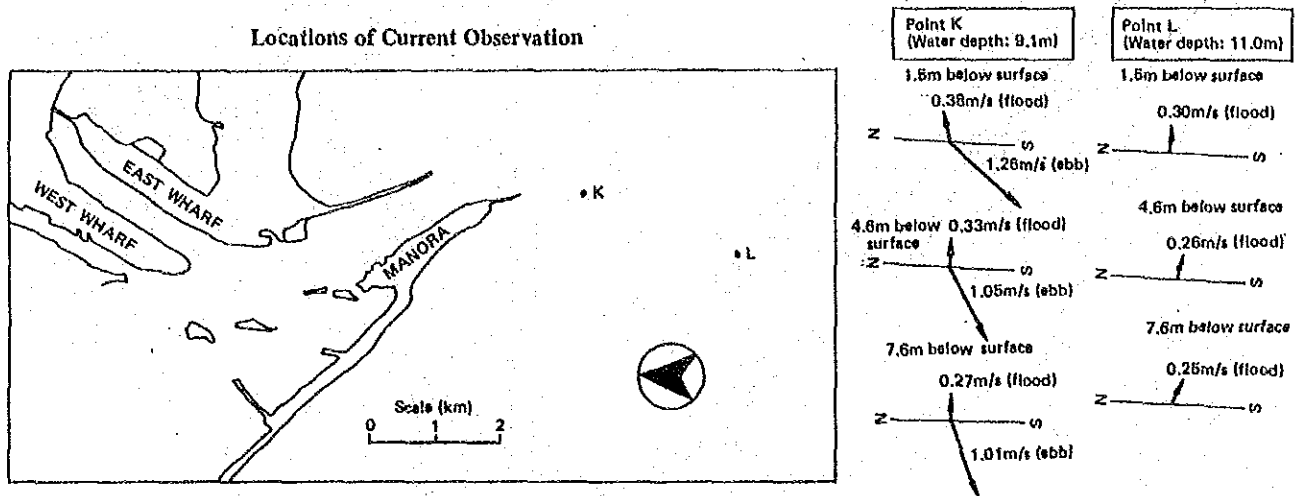 Locations of Current Observation
EAST WHARF
WEST WHARF
MANORA
K
L
Scale (km)
0 1 2
Point K
(Water depth: 9.1m)
1.5m below surface
0.38m/s (flood)
N
S
1.26m/s (ebb)
4.6m below
surface
0.33m/s (flood)
N
S
1.05m/s (ebb)
7.6m below surface
0.27m/s (flood)
N
S
1.01m/s (ebb)
Point L
(Water depth: 11.0m)
1.5m below surface
0.30m/s (flood)
N
S
4.6m below surface
0.26m/s (flood)
N
S
7.6m below surface
0.25m/s (flood)
N
S